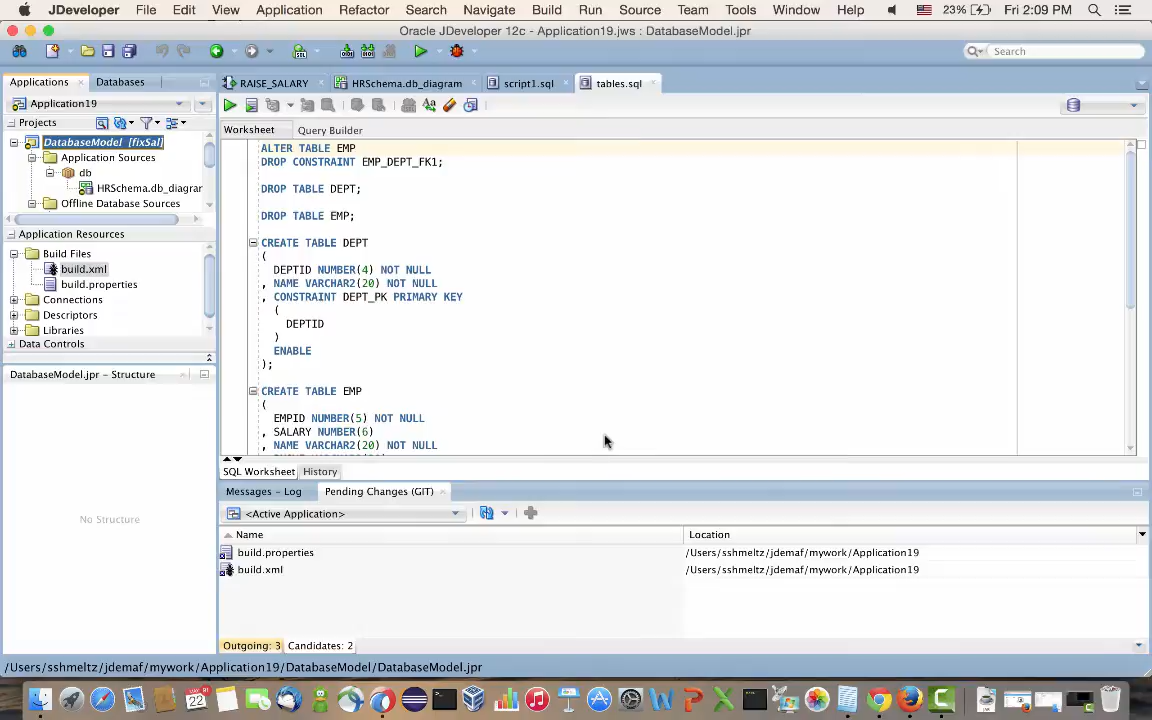 JDeveloper File Edit View Application Refactor Search Navigate Build Run Source Team Tools Window Help 23% Fri 2:09 PM
Oracle JDeveloper 12c - Application19.jws : DatabaseModel.jpr
Search
Applications Databases RAISE_SALARY HRSchema.db_diagram script1.sql tables.sql
Application19
Projects
DatabaseModel [fixSal]
Application Sources
db
HRSchema.db_diagrar
Offline Database Sources
Application Resources
Build Files
build.xml
build.properties
Connections
Descriptors
Libraries
Data Controls
DatabaseModel.jpr - Structure
No Structure
Worksheet Query Builder
ALTER TABLE EMP
DROP CONSTRAINT EMP_DEPT_FK1;
DROP TABLE DEPT;
DROP TABLE EMP;
CREATE TABLE DEPT
(
DEPTID NUMBER(4) NOT NULL
, NAME VARCHAR2(20) NOT NULL
, CONSTRAINT DEPT_PK PRIMARY KEY
(
DEPTID
)
ENABLE
);
CREATE TABLE EMP
(
EMPID NUMBER(5) NOT NULL
, SALARY NUMBER(6)
, NAME VARCHAR2(20) NOT NULL
SQL Worksheet History
Messages - Log Pending Changes (GIT)
<Active Application>
Name Location
build.properties /Users/sshmeltz/jdemaf/mywork/Application19
build.xml /Users/sshmeltz/jdemaf/mywork/Application19
Outgoing: 3 Candidates: 2
/Users/sshmeltz/jdemaf/mywork/Application19/DatabaseModel/DatabaseModel.jpr
22